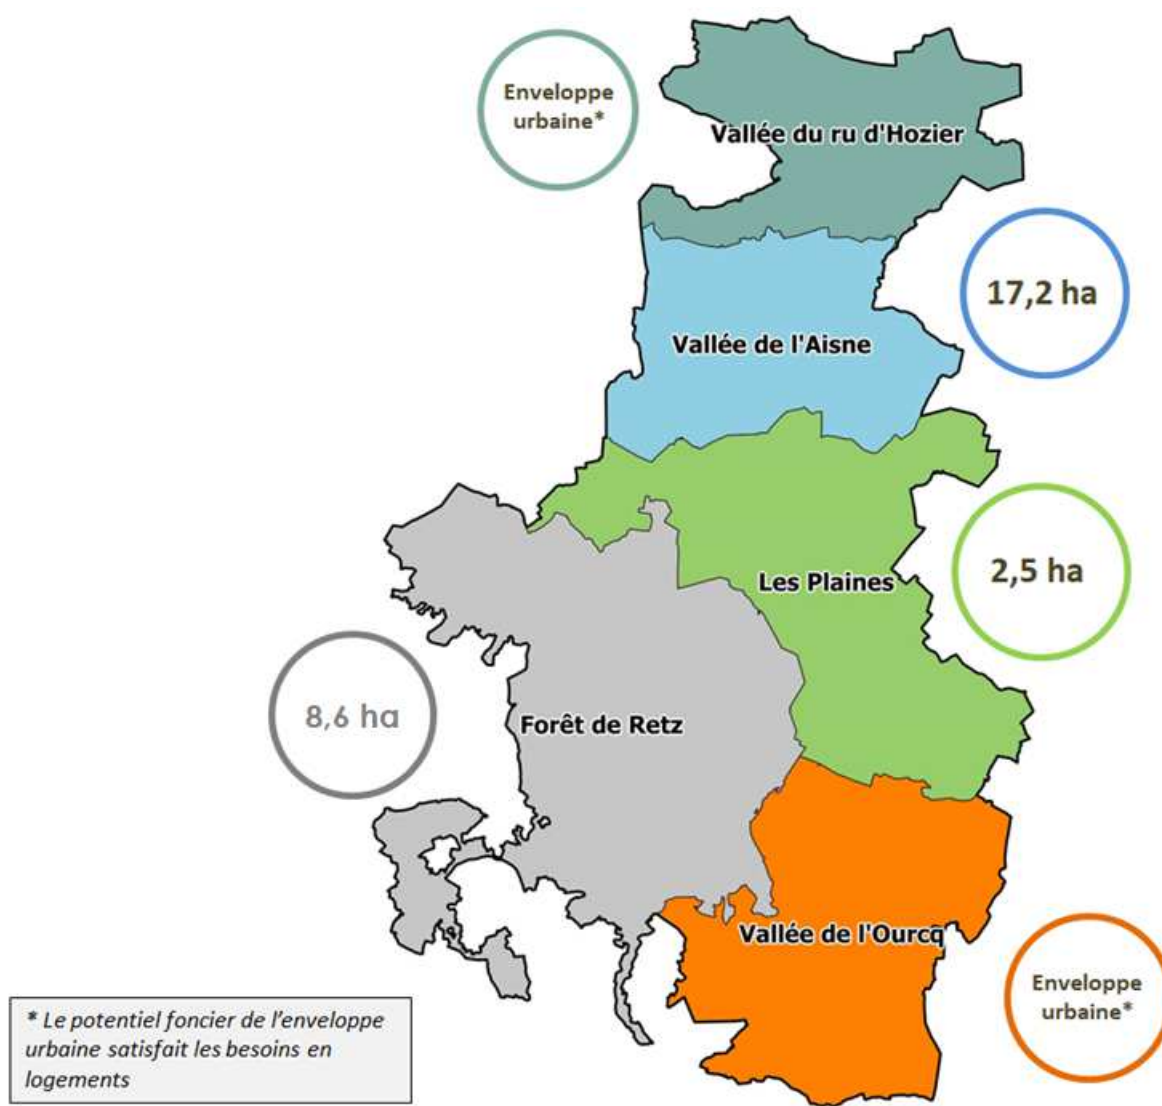 Enveloppe
urbaine*
Vallée du ru d'Hozier
17,2 ha
Vallée de l'Aisne
2,5 ha
Les Plaines
8,6 ha
Forêt de Retz
Vallée de l'Ourcq
Enveloppe
urbaine*
* Le potentiel foncier de l'enveloppe
urbaine satisfait les besoins en
logements